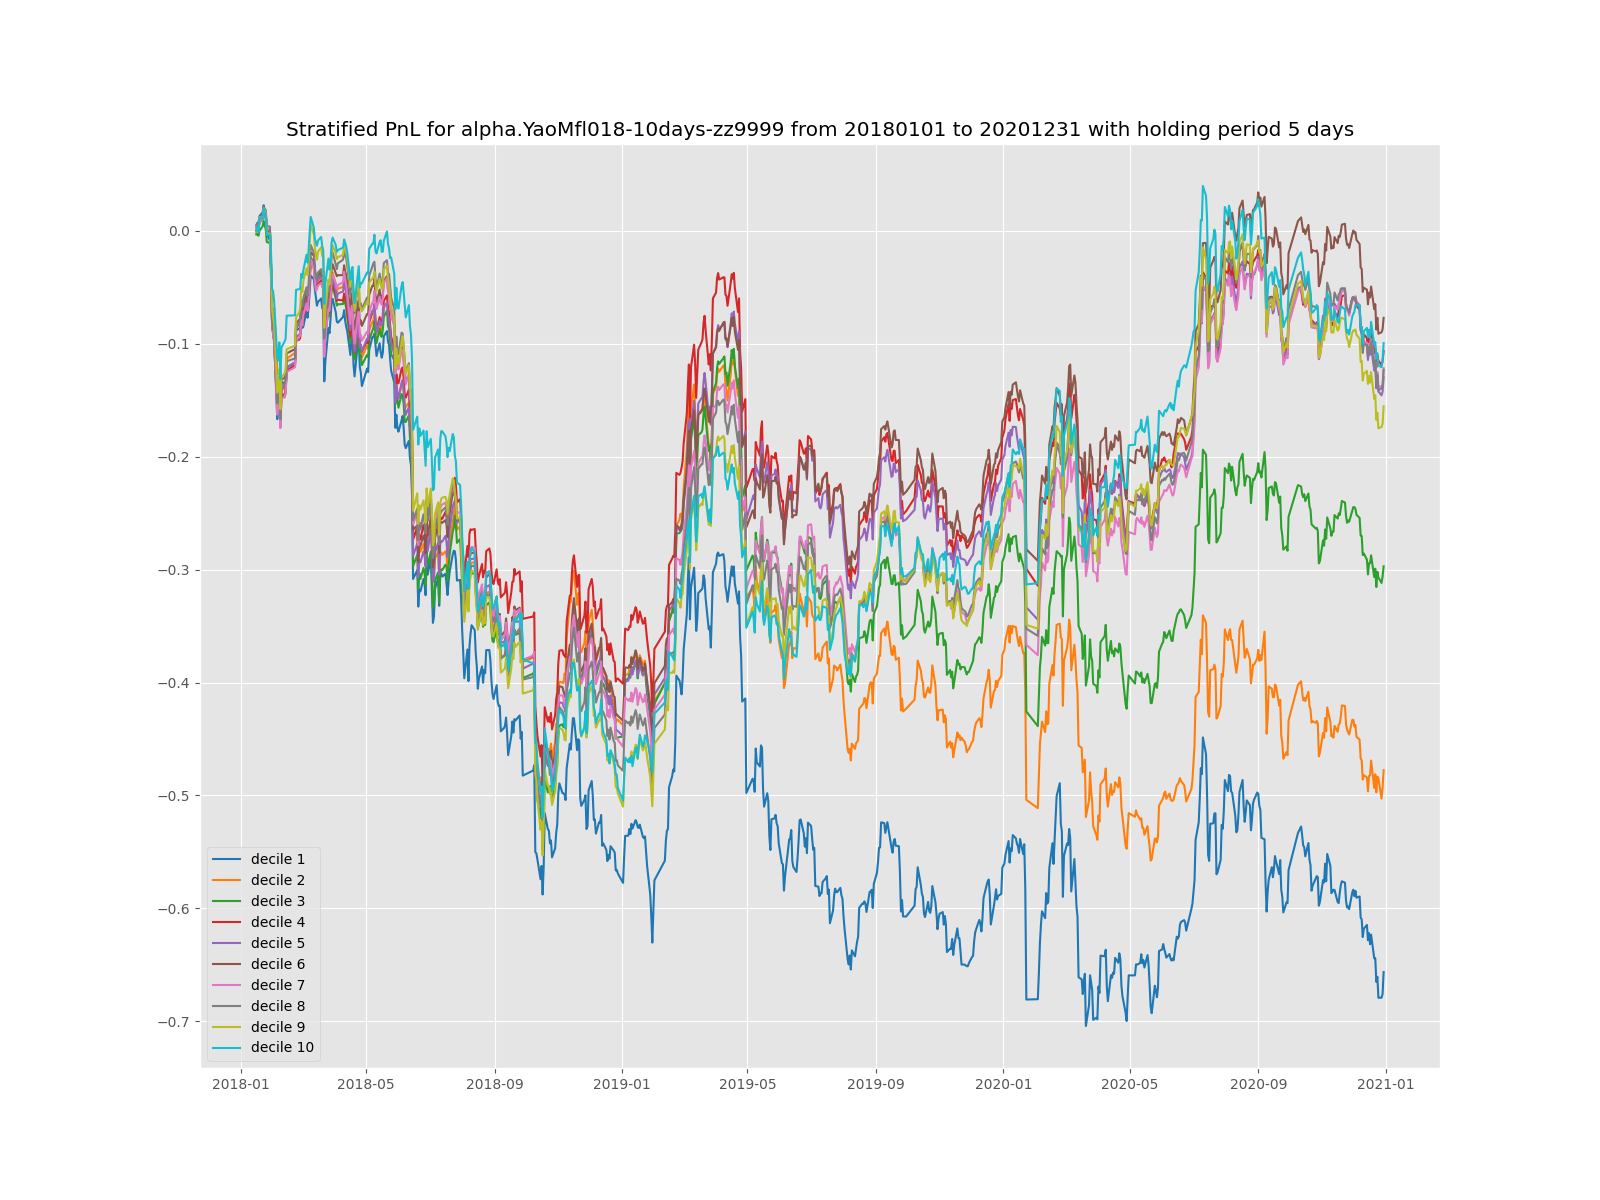 Stratified PnL for alpha.YaoMfl018-10days-zz9999 from 20180101 to 20201231 with holding period 5 days
0.0
−0.1
−0.2
−0.3
−0.4
−0.5
−0.6
−0.7
decile 1
decile 2
decile 3
decile 4
decile 5
decile 6
decile 7
decile 8
decile 9
decile 10
2018-01 2018-05 2018-09 2019-01 2019-05 2019-09 2020-01 2020-05 2020-09 2021-01